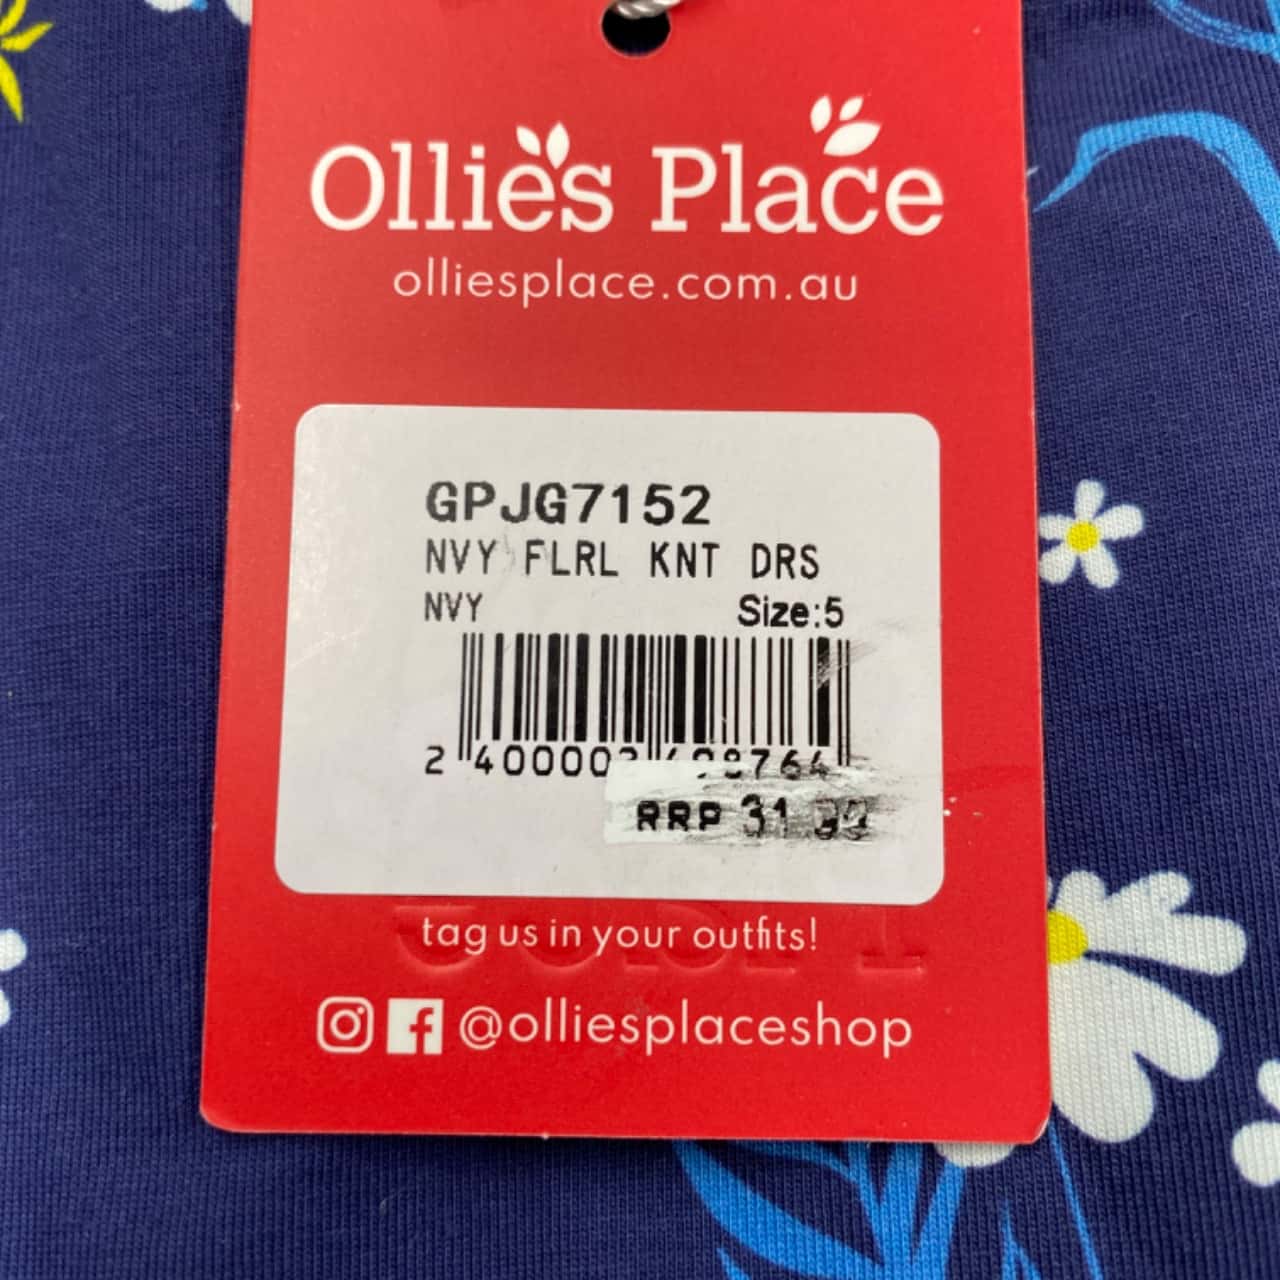 Ollie's Place
olliesplace.com.au
GPJG7152
NVY FLRL KNT DRS
NVY Size:5
RRP 31
tag us in your outfits!
@olliesplaceshop